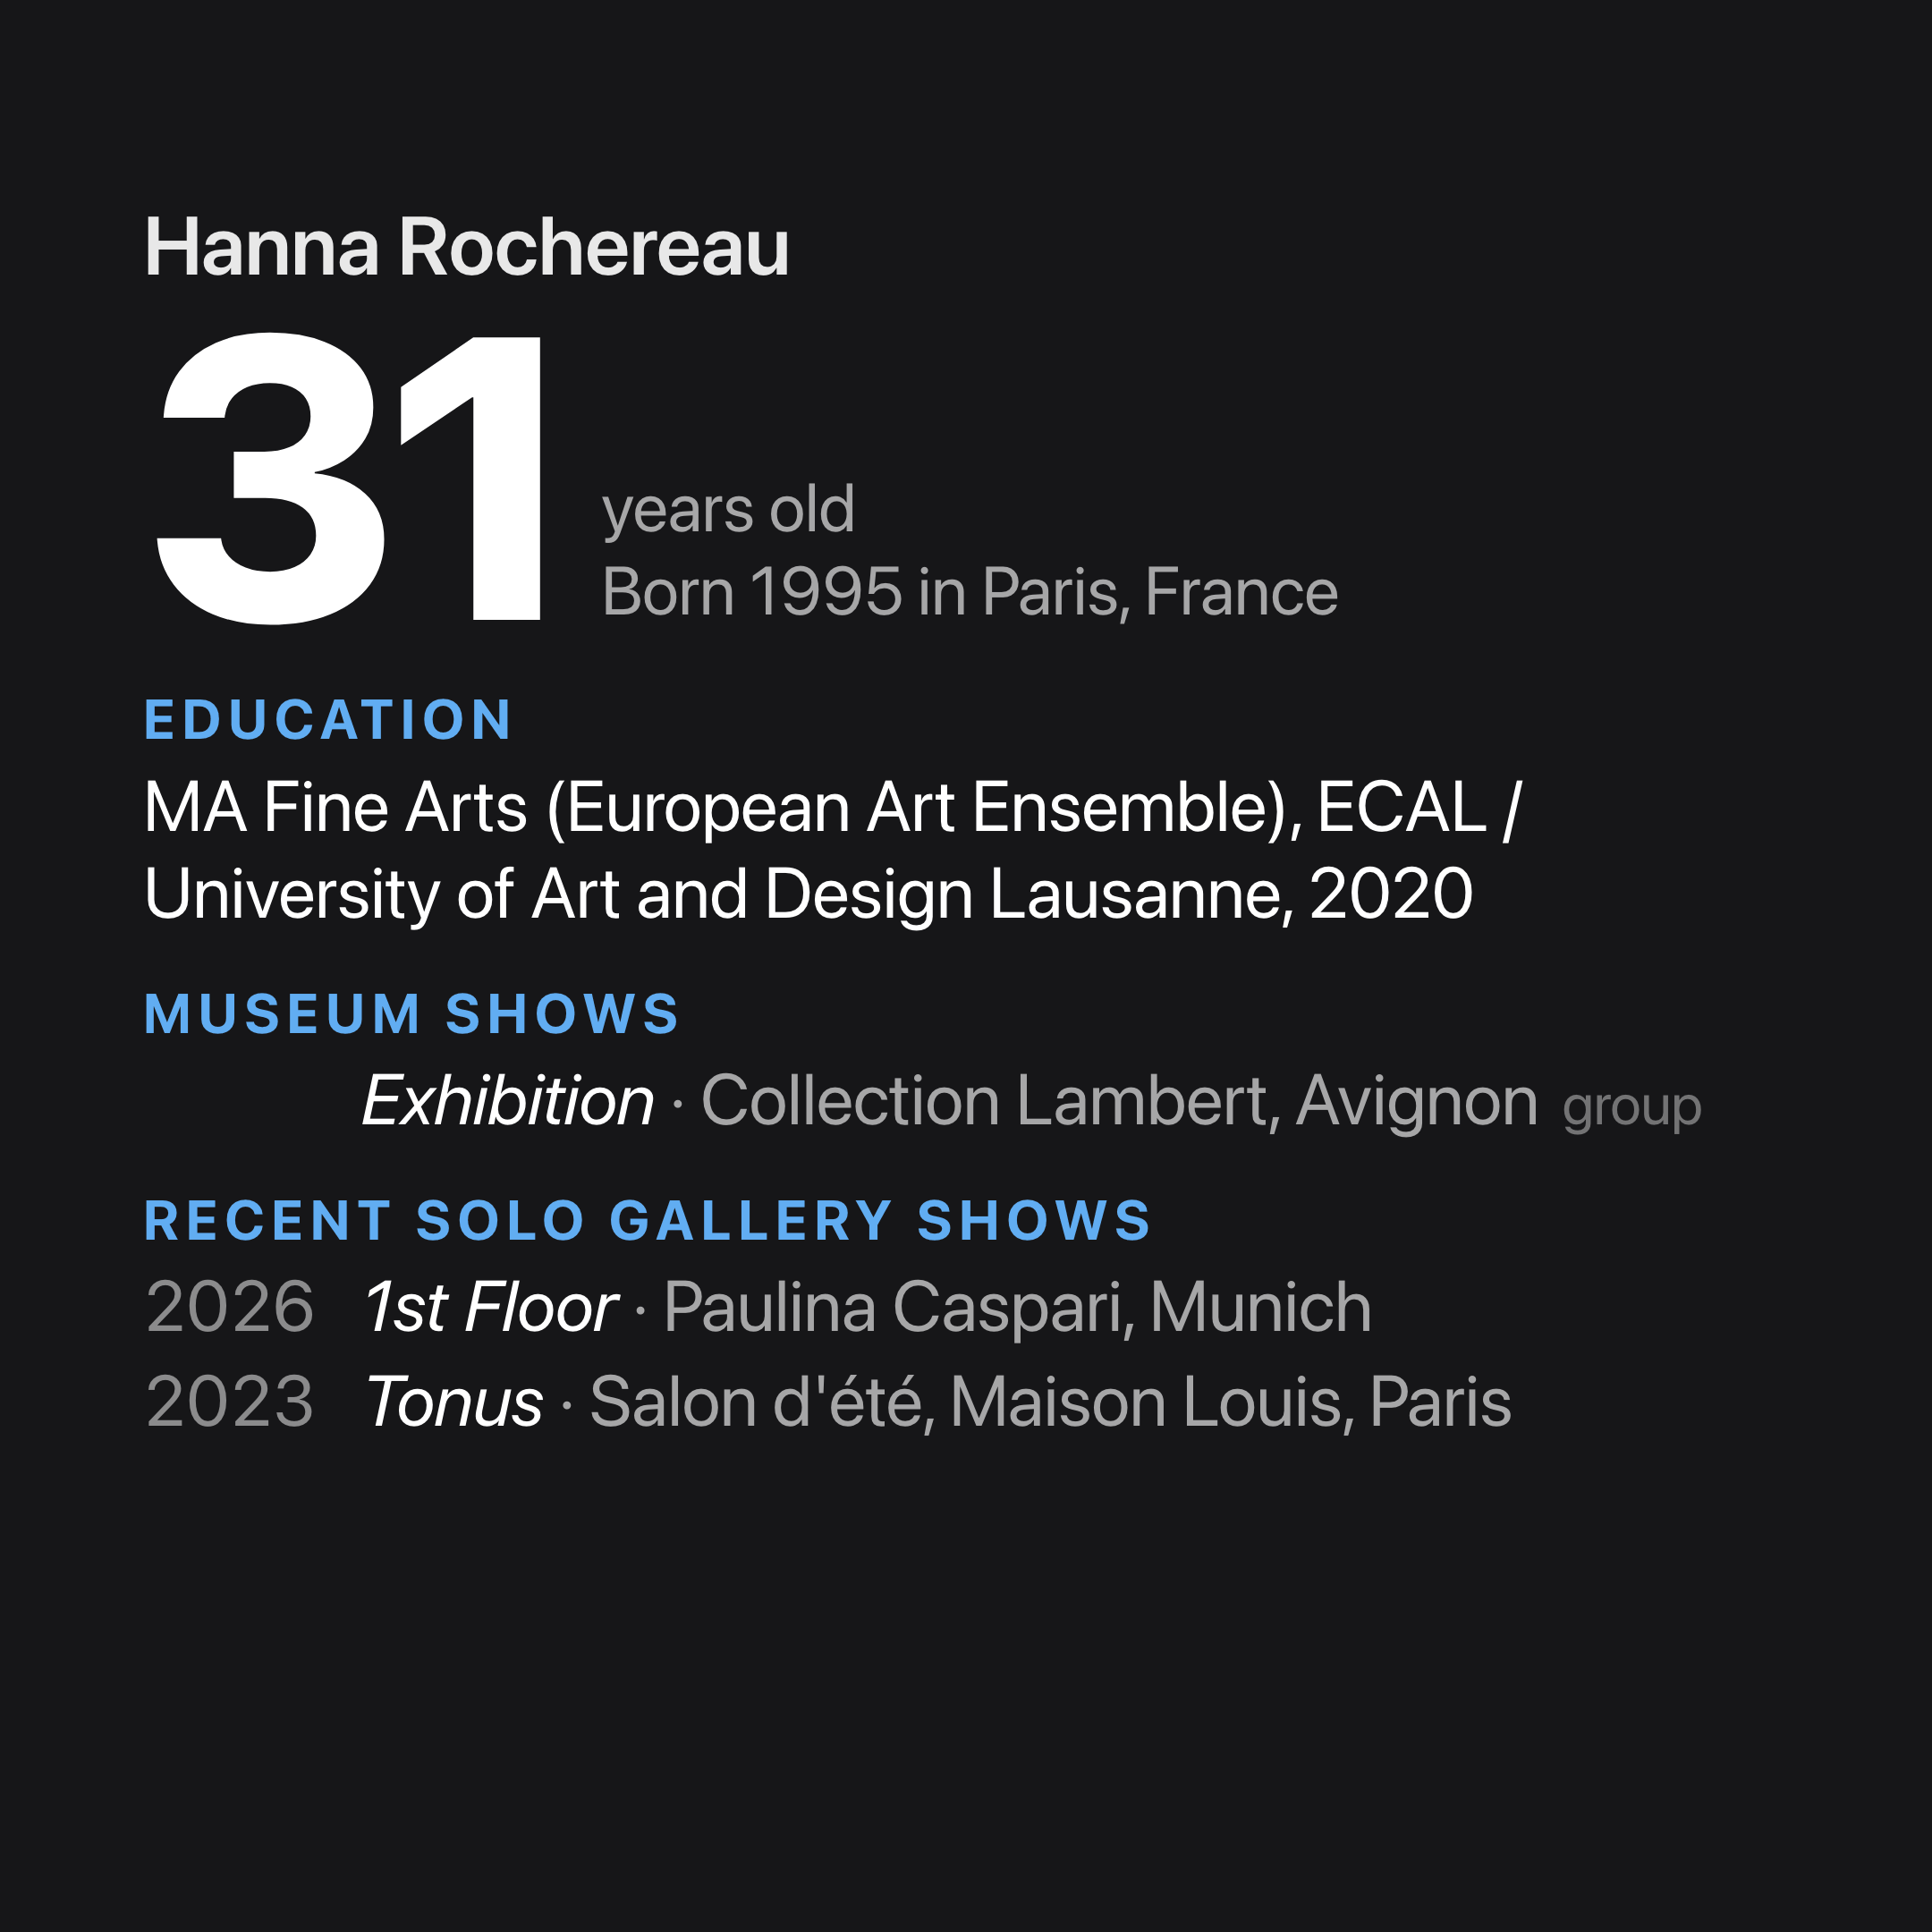 Hanna Rochereau
31
years old
Born 1995 in Paris, France
EDUCATION
MA Fine Arts (European Art Ensemble), ECAL /
University of Art and Design Lausanne, 2020
MUSEUM SHOWS
Exhibition · Collection Lambert, Avignon group
RECENT SOLO GALLERY SHOWS
2026 1st Floor · Paulina Caspari, Munich
2023 Tonus · Salon d'été, Maison Louis, Paris